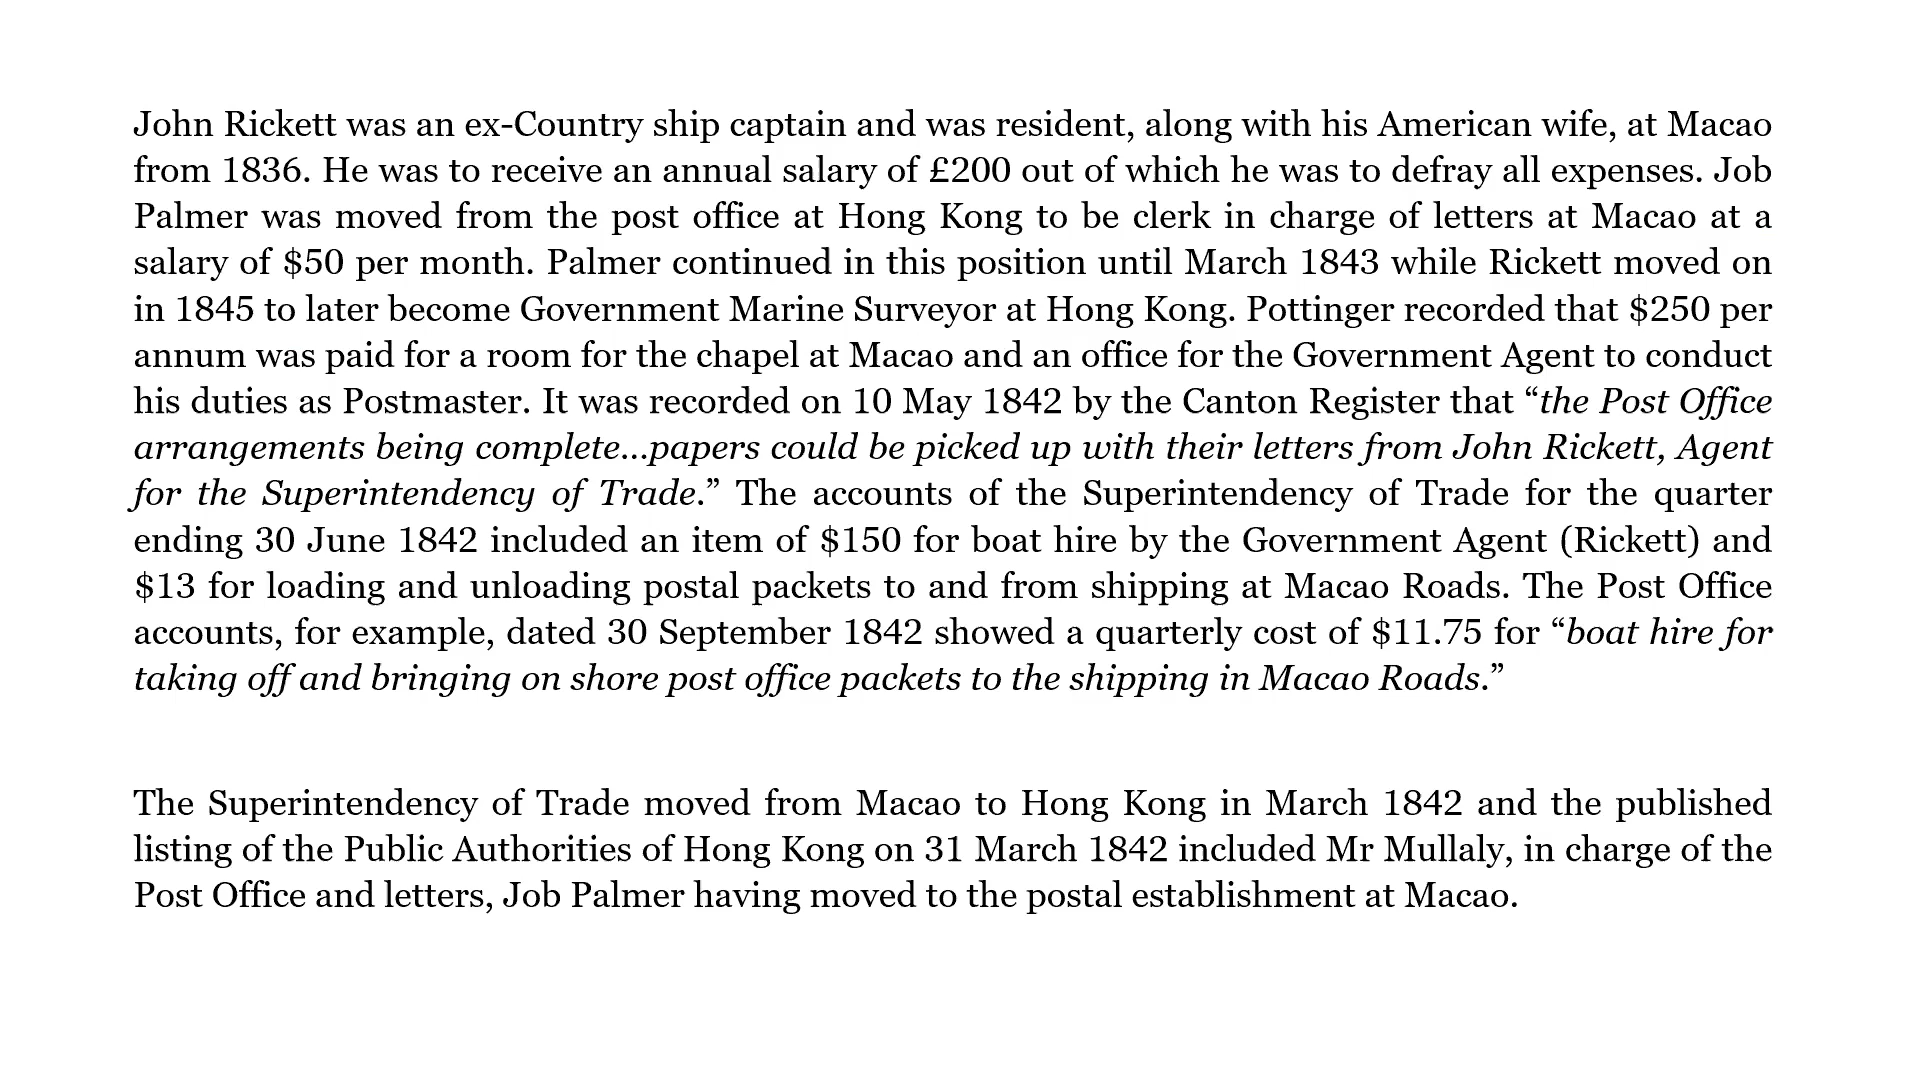 John Rickett was an ex-Country ship captain and was resident, along with his American wife, at Macao
from 1836. He was to receive an annual salary of £200 out of which he was to defray all expenses. Job
Palmer was moved from the post office at Hong Kong to be clerk in charge of letters at Macao at a
salary of $50 per month. Palmer continued in this position until March 1843 while Rickett moved on
in 1845 to later become Government Marine Surveyor at Hong Kong. Pottinger recorded that $250 per
annum was paid for a room for the chapel at Macao and an office for the Government Agent to conduct
his duties as Postmaster. It was recorded on 10 May 1842 by the Canton Register that “the Post Office
arrangements being complete…papers could be picked up with their letters from John Rickett, Agent
for the Superintendency of Trade.” The accounts of the Superintendency of Trade for the quarter
ending 30 June 1842 included an item of $150 for boat hire by the Government Agent (Rickett) and
$13 for loading and unloading postal packets to and from shipping at Macao Roads. The Post Office
accounts, for example, dated 30 September 1842 showed a quarterly cost of $11.75 for “boat hire for
taking off and bringing on shore post office packets to the shipping in Macao Roads.”
The Superintendency of Trade moved from Macao to Hong Kong in March 1842 and the published
listing of the Public Authorities of Hong Kong on 31 March 1842 included Mr Mullaly, in charge of the
Post Office and letters, Job Palmer having moved to the postal establishment at Macao.